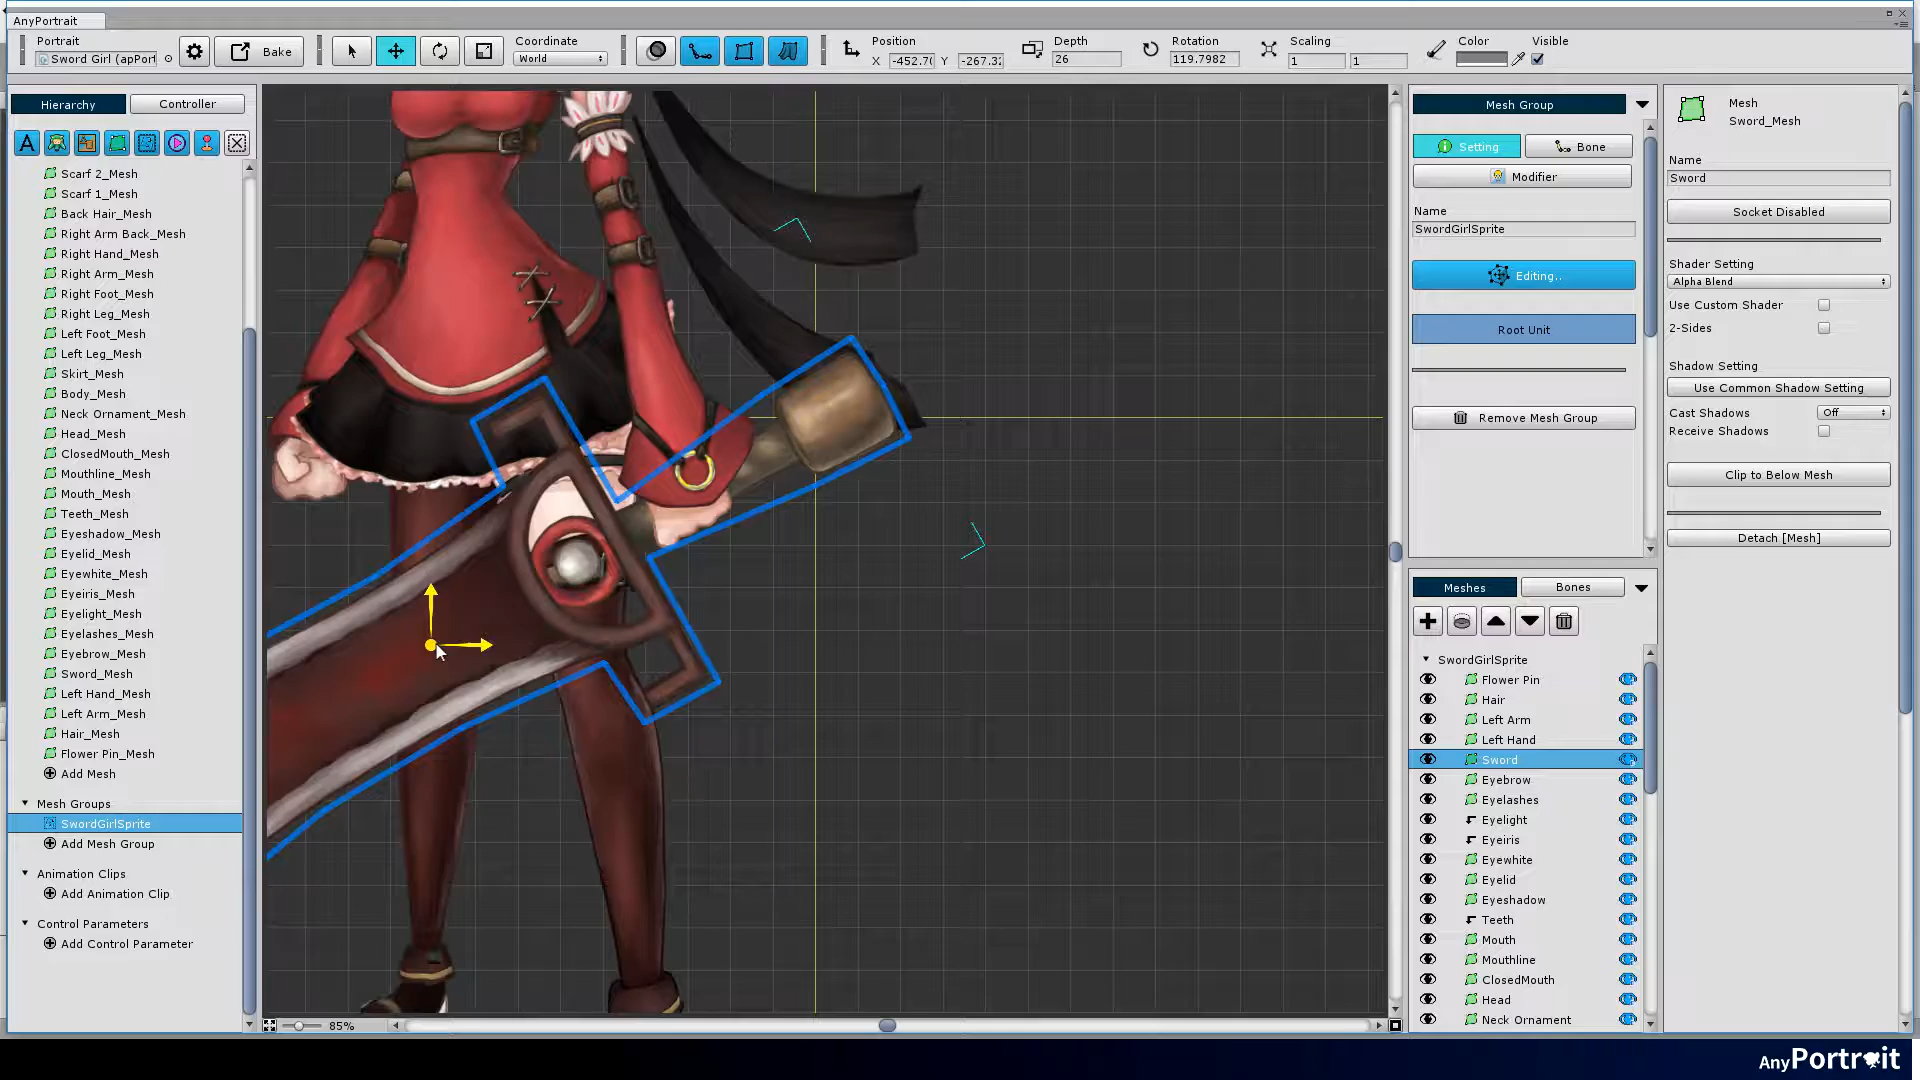 AnyPortrait
Portrait
Sword Girl (apPort
Bake
Coordinate
World
Position
X -452.7( Y -267.32
Depth
26
Rotation
119.7982
Scaling
1 1
Color
Visible
Hierarchy
Controller
Scarf 2_Mesh
Scarf 1_Mesh
Back Hair_Mesh
Right Arm Back_Mesh
Right Hand_Mesh
Right Arm_Mesh
Right Foot_Mesh
Right Leg_Mesh
Left Foot_Mesh
Left Leg_Mesh
Skirt_Mesh
Body_Mesh
Neck Ornament_Mesh
Head_Mesh
ClosedMouth_Mesh
Mouthline_Mesh
Mouth_Mesh
Teeth_Mesh
Eyeshadow_Mesh
Eyelid_Mesh
Eyewhite_Mesh
Eyeiris_Mesh
Eyelight_Mesh
Eyelashes_Mesh
Eyebrow_Mesh
Sword_Mesh
Left Hand_Mesh
Left Arm_Mesh
Hair_Mesh
Flower Pin_Mesh
Add Mesh
Mesh Groups
SwordGirlSprite
Add Mesh Group
Animation Clips
Add Animation Clip
Control Parameters
Add Control Parameter
85%
Mesh Group
Setting
Bone
Modifier
Name
SwordGirlSprite
Editing..
Root Unit
Remove Mesh Group
Meshes
Bones
SwordGirlSprite
Flower Pin
Hair
Left Arm
Left Hand
Sword
Eyebrow
Eyelashes
Eyelight
Eyeiris
Eyewhite
Eyelid
Eyeshadow
Teeth
Mouth
Mouthline
ClosedMouth
Head
Neck Ornament
Mesh
Sword_Mesh
Name
Sword
Socket Disabled
Shader Setting
Alpha Blend
Use Custom Shader
2-Sides
Shadow Setting
Use Common Shadow Setting
Cast Shadows
Off
Receive Shadows
Clip to Below Mesh
Detach [Mesh]
AnyPortrait